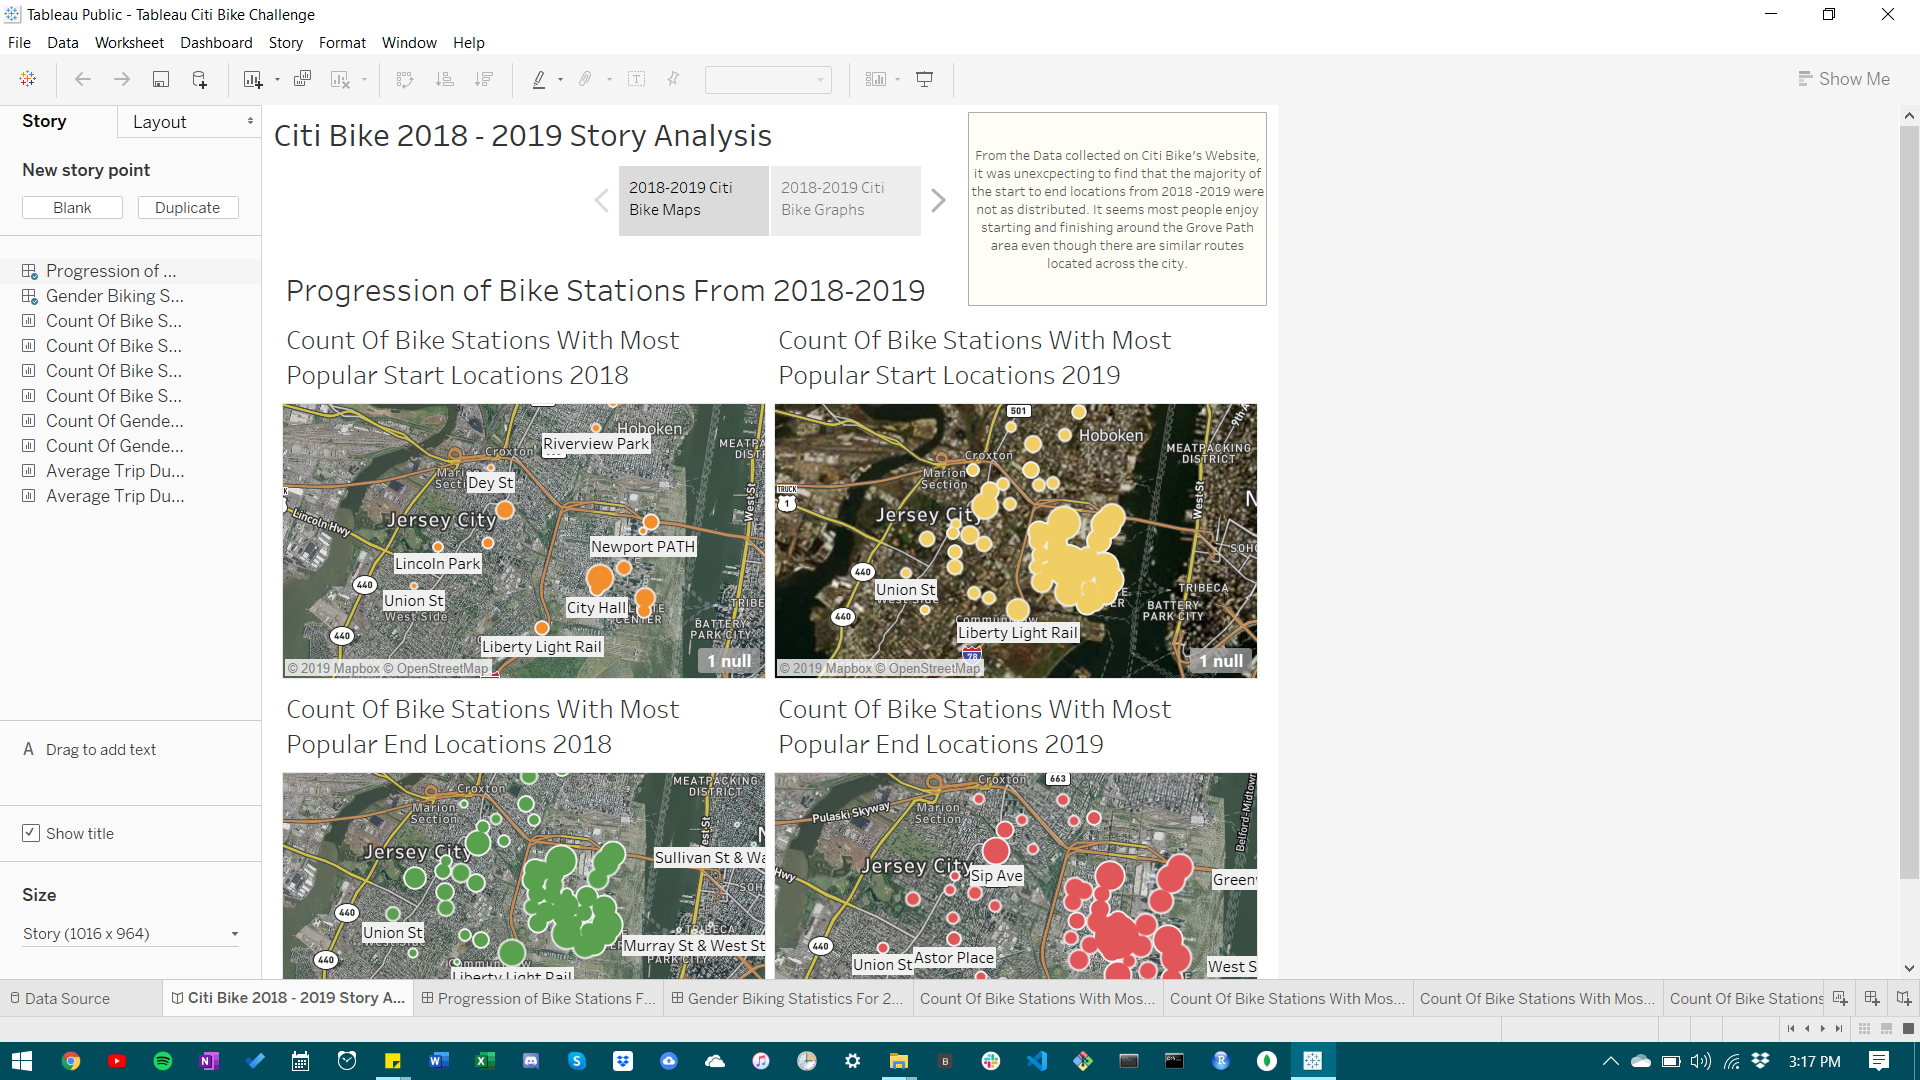 Tableau Public - Tableau Citi Bike Challenge
File Data Worksheet Dashboard Story Format Window Help
Show Me
Story
Layout
New story point
Blank
Duplicate
Progression of ...
Gender Biking S...
Count Of Bike S...
Count Of Bike S...
Count Of Bike S...
Count Of Bike S...
Count Of Gende...
Count Of Gende...
Average Trip Du...
Average Trip Du...
A Drag to add text
Show title
Size
Story (1016 x 964)
Citi Bike 2018 - 2019 Story Analysis
2018-2019 Citi
Bike Maps
2018-2019 Citi
Bike Graphs
From the Data collected on Citi Bike's Website,
it was unexcpecting to find that the majority of
the start to end locations from 2018 -2019 were
not as distributed. It seems most people enjoy
starting and finishing around the Grove Path
area even though there are similar routes
located across the city.
Progression of Bike Stations From 2018-2019
Count Of Bike Stations With Most
Popular Start Locations 2018
Hoboken
Riverview Park
MEATPA
DISTR
Croxton
Dey St
Jersey City
Lincoln Hwy
West St
Newport PATH
Lincoln Park
440
Union St
West Side
City Hall
CENTER
TRIBE
BATTERY
PARK CITY
440
Liberty Light Rail
1 null
© 2019 Mapbox © OpenStreetMap
Count Of Bike Stations With Most
Popular Start Locations 2019
501
Hoboken
9th A
MEATPACKING
DISTRICT
Croxton
Marion
Section
TRUCK
1
West St
N
Jersey City
SOHO
440
Union St
TRIBECA
BATTERY
PARK CITY
440
Liberty Light Rail
78
1 null
© 2019 Mapbox © OpenStreetMap
Count Of Bike Stations With Most
Popular End Locations 2018
MEATPACKING
DISTRICT
Croxton
Marion
Section
Jersey City
Sullivan St & Wa
440
Union St
TRIBECA
Murray St & West St
PARK CITY
440
Liberty Light Rail
Count Of Bike Stations With Most
Popular End Locations 2019
663
Croxton
Pulaski Skyway
Marion
Section
Belford-Midtow
Jersey City
Hwy
Sip Ave
Greenw
440
Union St
Astor Place
West S
Data Source
Citi Bike 2018 - 2019 Story A...
Progression of Bike Stations F...
Gender Biking Statistics For 2...
Count Of Bike Stations With Mos...
Count Of Bike Stations With Mos...
Count Of Bike Stations With Mos...
Count Of Bike Stations
3:17 PM